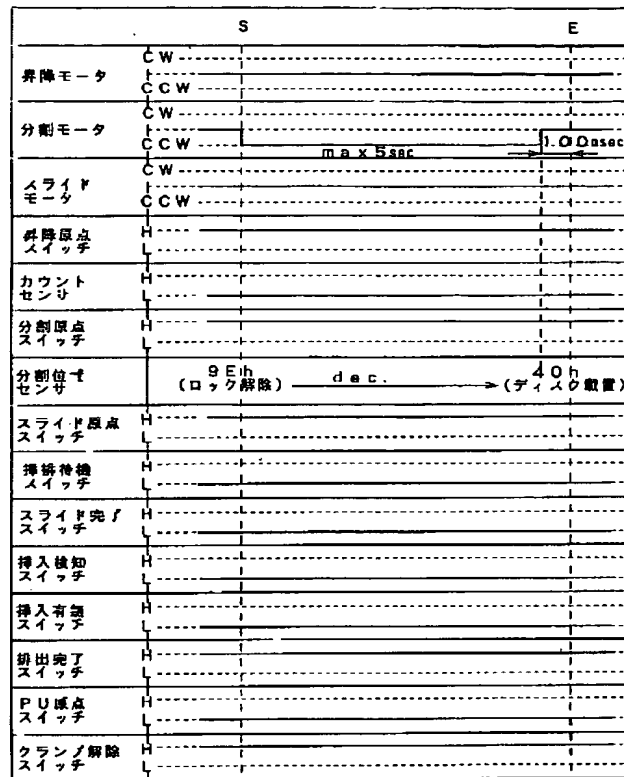 S E
昇降モータ
CW
CCW
分割モータ
CW
CCW
max5sec
100msec
スライド
モータ
CW
CCW
昇降原点
スイッチ
H
L
カウント
センサ
H
L
分割原点
スイッチ
H
L
分割位置
センサ
9Eh
(ロック解除)
dec.
40h
(ディスク載置)
スライド原点
スイッチ
H
L
挿排待機
スイッチ
H
L
スライド完了
スイッチ
H
L
挿入検知
スイッチ
H
L
挿入有無
スイッチ
H
L
排出完了
スイッチ
H
L
PU原点
スイッチ
H
L
クランプ解除
スイッチ
H
L